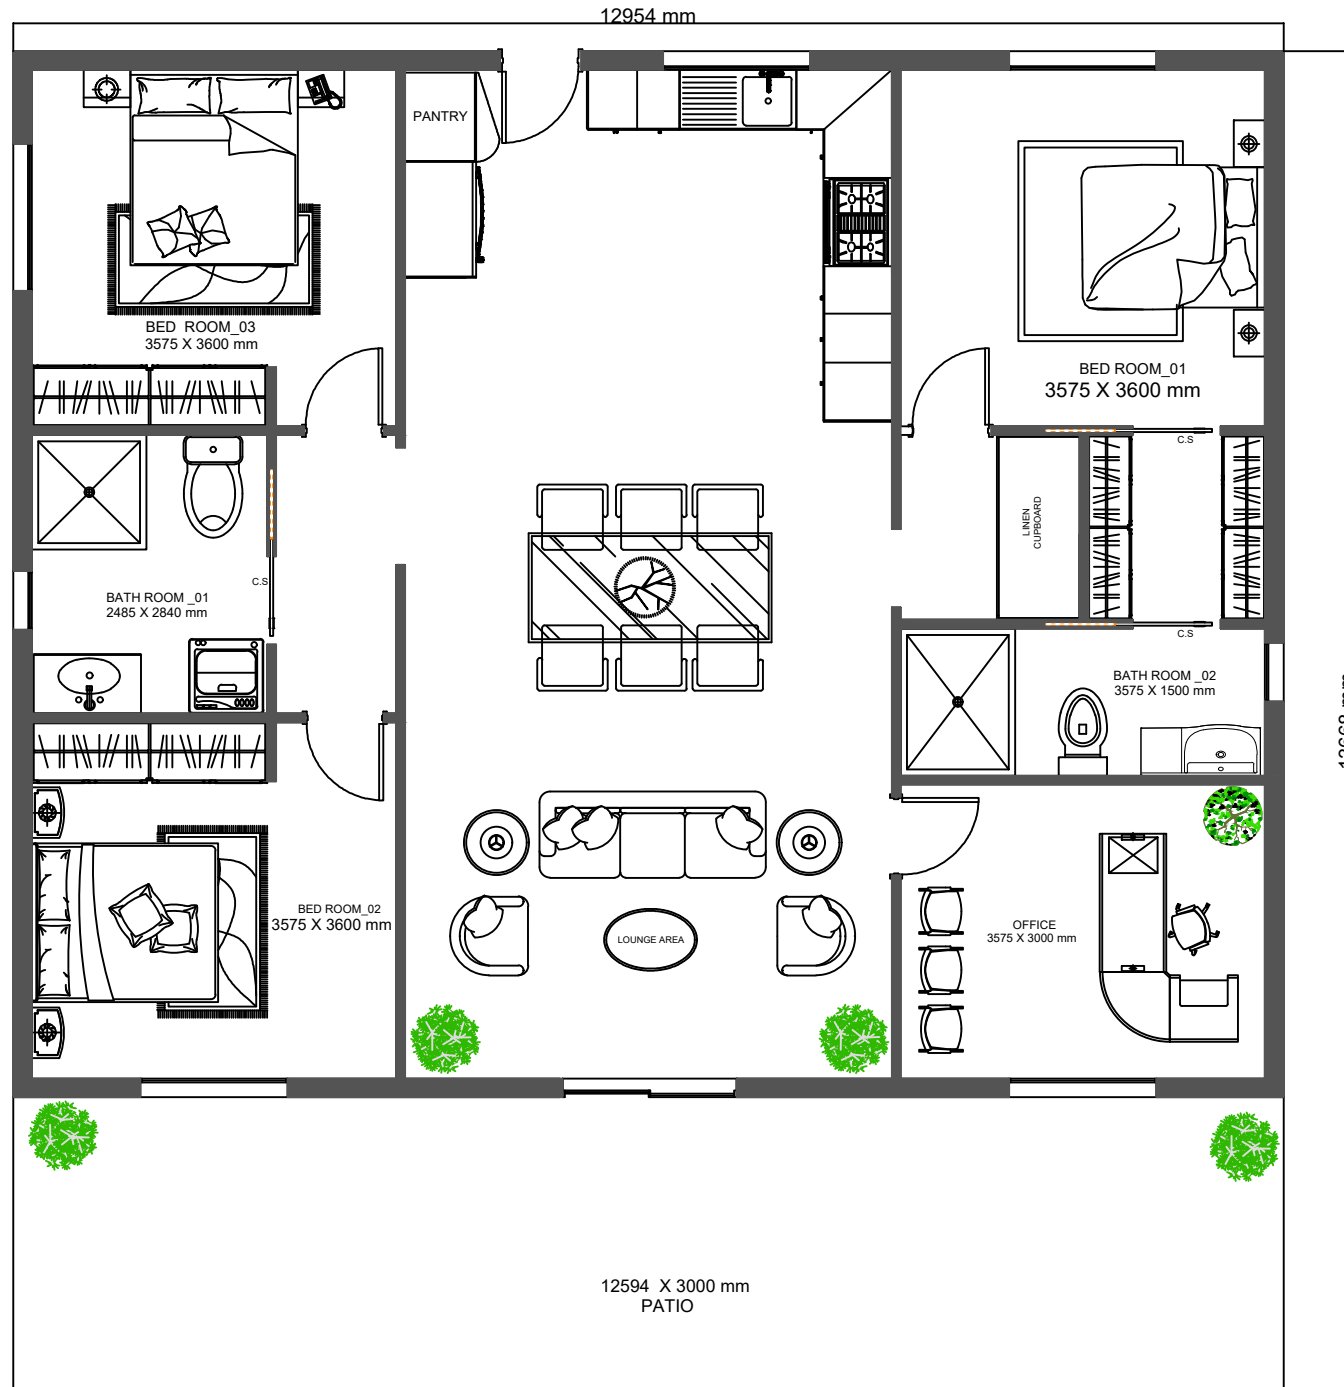 12954 mm
PANTRY
BED ROOM_03
3575 X 3600 mm
BED ROOM_01
3575 X 3600 mm
C.S
LINEN
CUPBOARD
C.S
BATH ROOM _01
2485 X 2840 mm
C.S
BATH ROOM _02
3575 X 1500 mm
BED ROOM_02
3575 X 3600 mm
LOUNGE AREA
OFFICE
3575 X 3000 mm
12594 X 3000 mm
PATIO